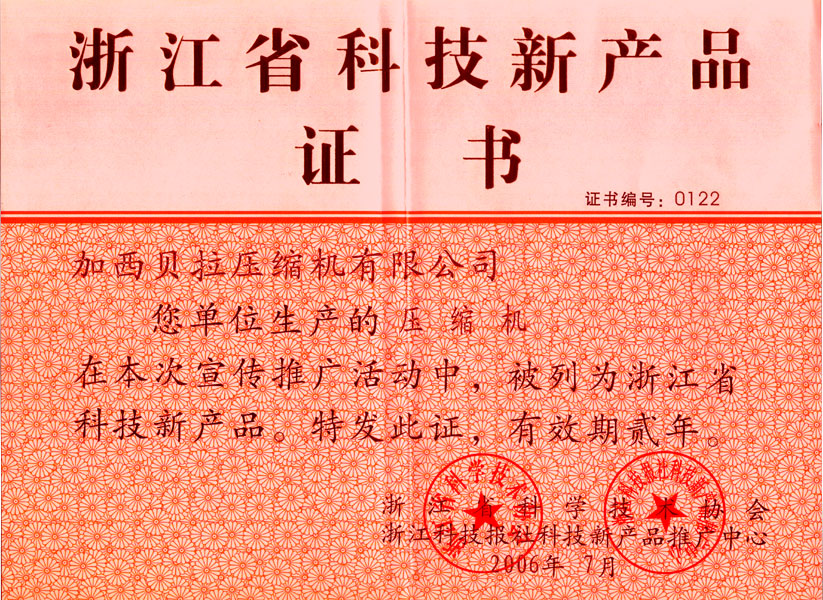 浙江省科技新产品
证书
证书编号：0122
加西贝拉压缩机有限公司
您单位生产的压缩机
在本次宣传推广活动中，被列为浙江省
科技新产品。特发此证，有效期贰年。
浙江省科学技术协会
浙江科技报社科技新产品推广中心
2006年7月